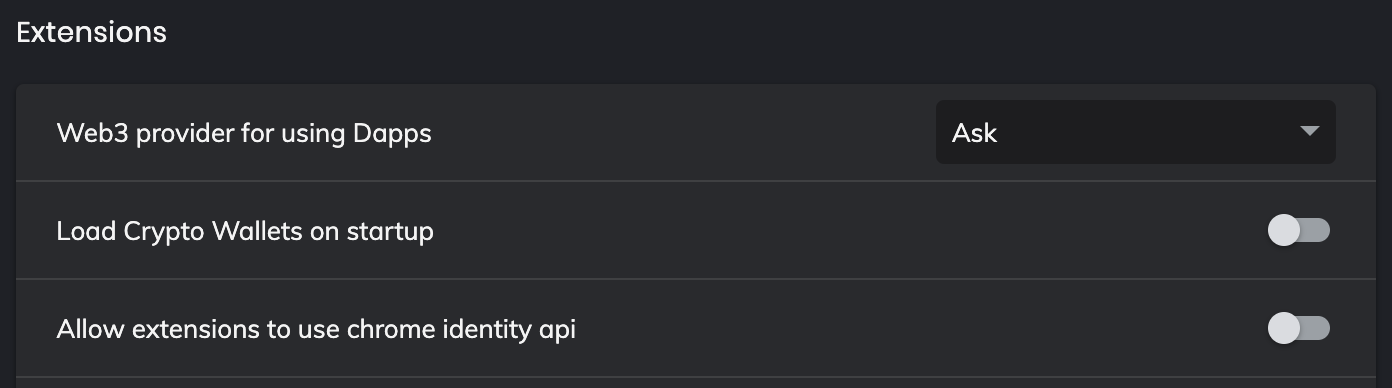 Extensions
Web3 provider for using Dapps
Ask
Load Crypto Wallets on startup
Allow extensions to use chrome identity api